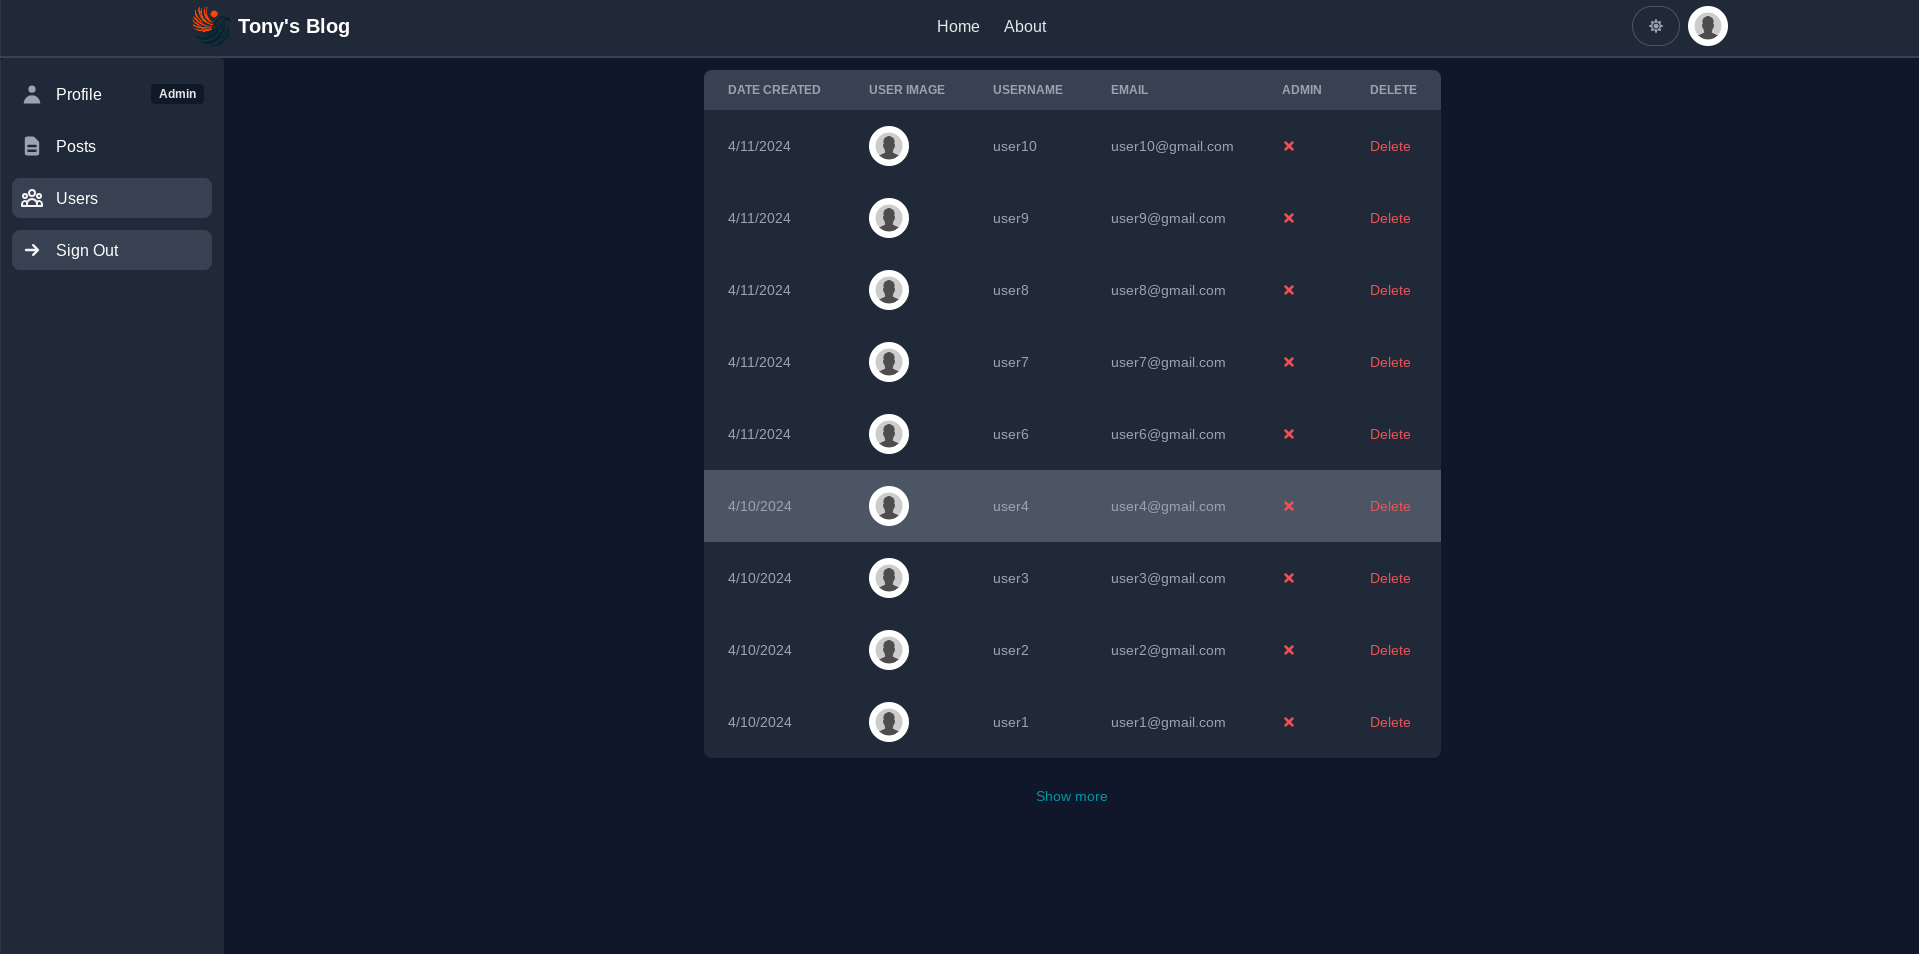 Tony's Blog Home About
Profile Admin
Posts
Users
Sign Out
DATE CREATED USER IMAGE USERNAME EMAIL ADMIN DELETE
4/11/2024 user10 user10@gmail.com Delete
4/11/2024 user9 user9@gmail.com Delete
4/11/2024 user8 user8@gmail.com Delete
4/11/2024 user7 user7@gmail.com Delete
4/11/2024 user6 user6@gmail.com Delete
4/10/2024 user4 user4@gmail.com Delete
4/10/2024 user3 user3@gmail.com Delete
4/10/2024 user2 user2@gmail.com Delete
4/10/2024 user1 user1@gmail.com Delete
Show more